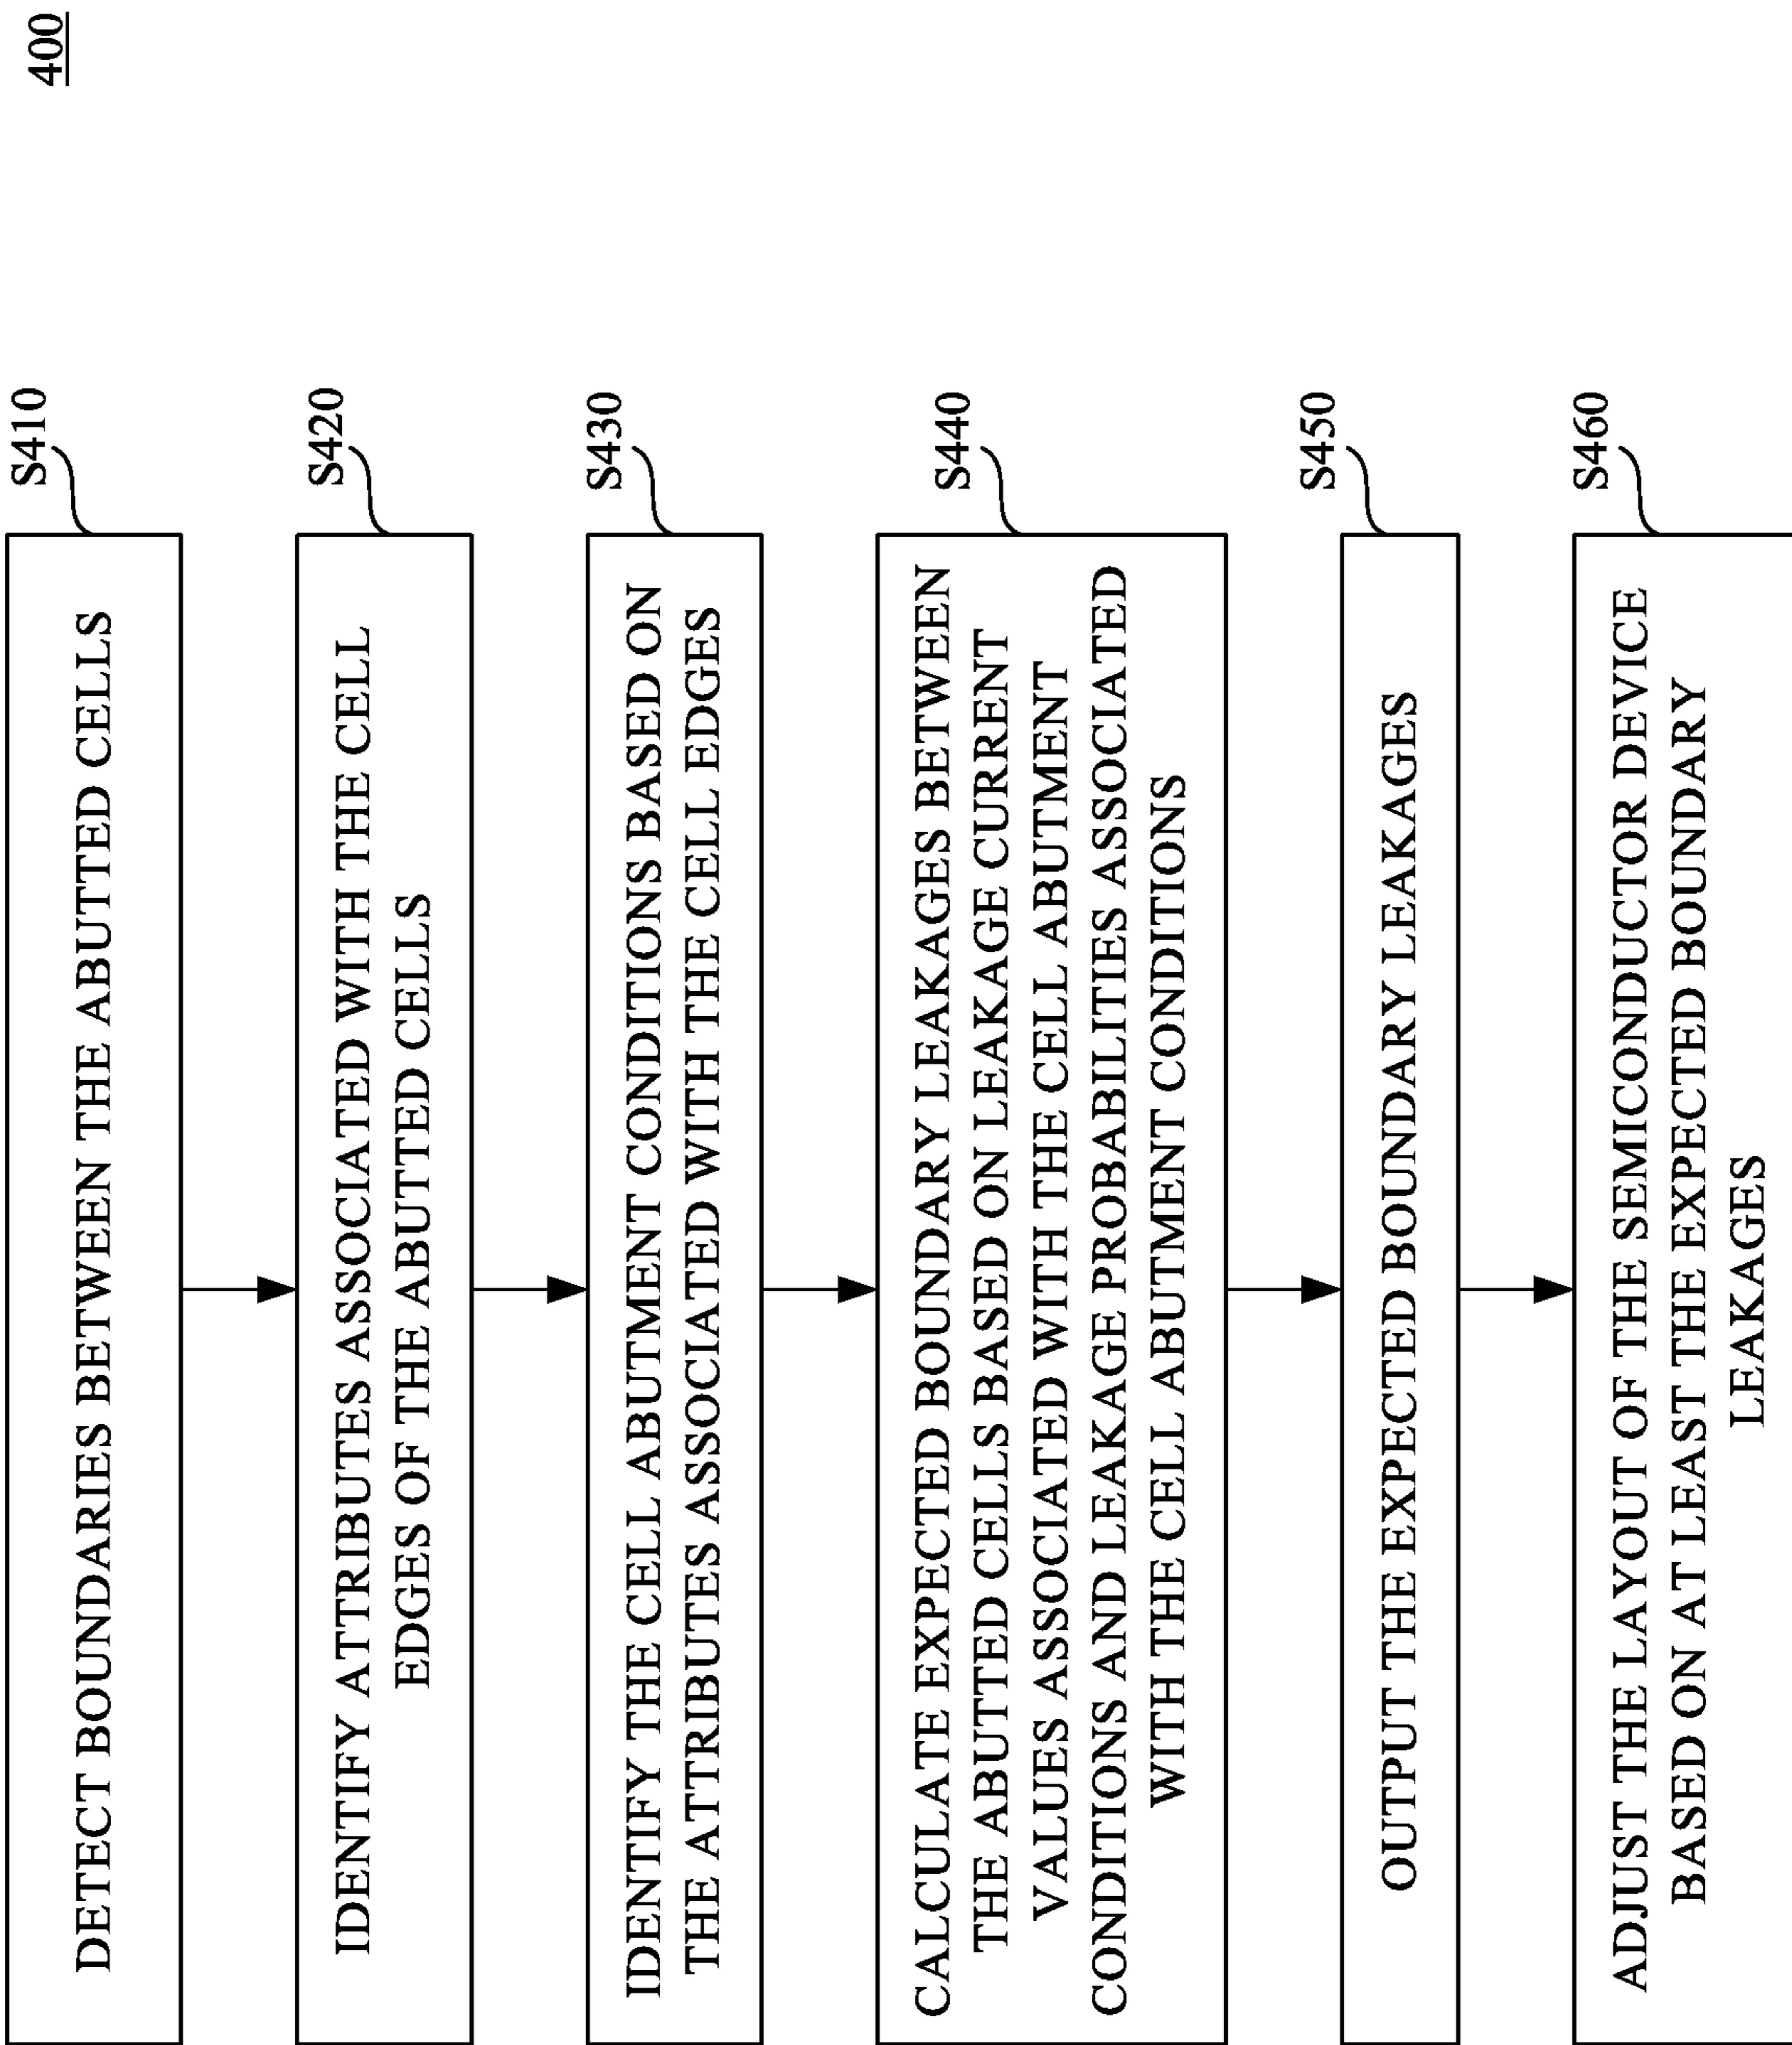 400
S410
DETECT BOUNDARIES BETWEEN THE ABUTTED CELLS
S420
IDENTIFY ATTRIBUTES ASSOCIATED WITH THE CELL
EDGES OF THE ABUTTED CELLS
S430
IDENTIFY THE CELL ABUTMENT CONDITIONS BASED ON
THE ATTRIBUTES ASSOCIATED WITH THE CELL EDGES
S440
CALCULATE EXPECTED BOUNDARY LEAKAGES BETWEEN
THE ABUTTED CELLS BASED ON LEAKAGE CURRENT
VALUES ASSOCIATED WITH THE CELL ABUTMENT
CONDITIONS AND LEAKAGE PROBABILITIES ASSOCIATED
WITH THE CELL ABUTMENT CONDITIONS
S450
OUTPUT THE EXPECTED BOUNDARY LEAKAGES
S460
ADJUST THE LAYOUT OF THE SEMICONDUCTOR DEVICE
BASED ON AT LEAST THE EXPECTED BOUNDARY
LEAKAGES